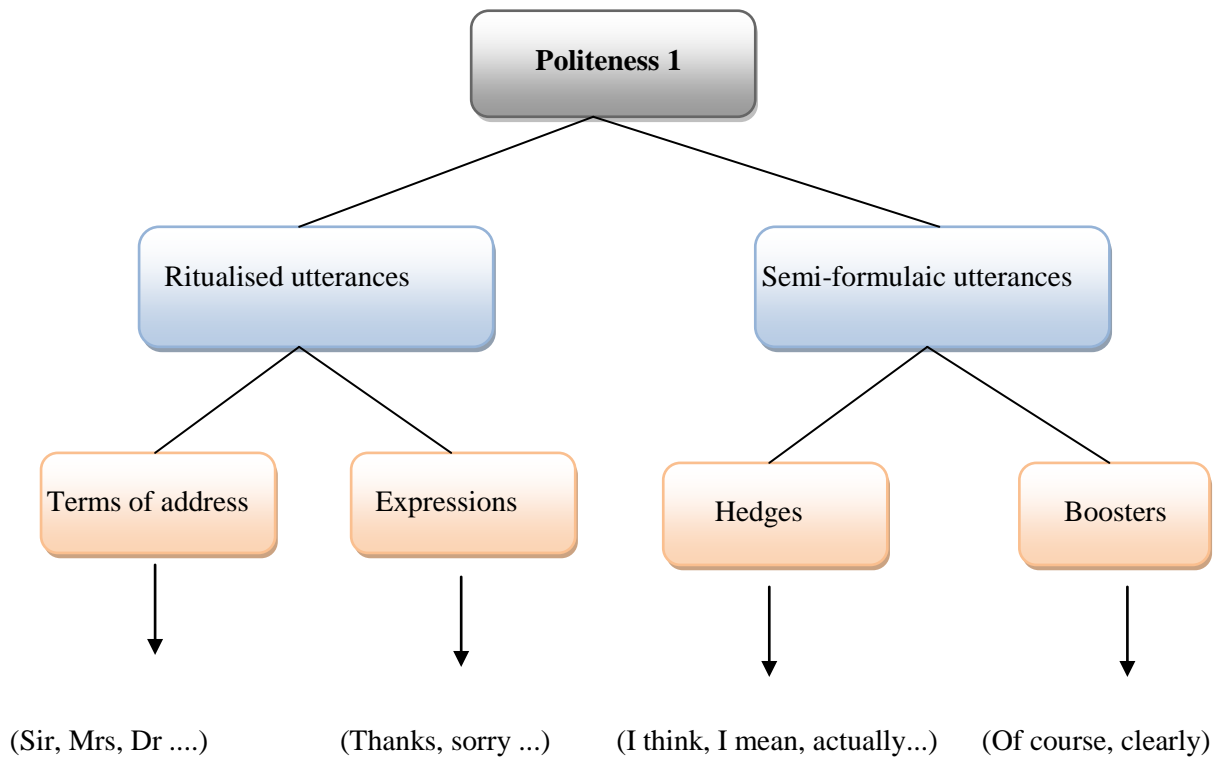 Politeness 1
Ritualised utterances
Semi-formulaic utterances
Terms of address
Expressions
Hedges
Boosters
(Sir, Mrs, Dr ....)
(Thanks, sorry ...)
(I think, I mean, actually...)
(Of course, clearly)